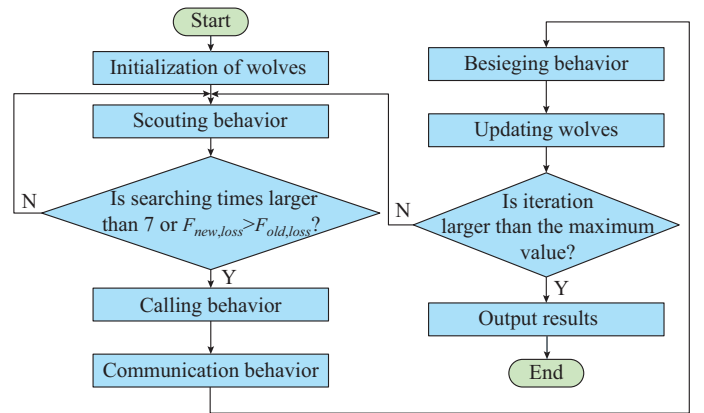 Start
Initialization of wolves
Scouting behavior
N
Is searching times larger
than 7 or F_new,loss>F_old,loss?
Y
Calling behavior
Communication behavior
Besieging behavior
Updating wolves
N
Is iteration
larger than the maximum
value?
Y
Output results
End